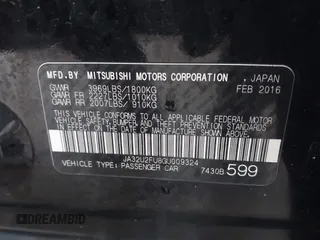 MFD.BY MITSUBISHI MOTORS CORPORATION , JAPAN
GVWR 3969LBS/1800KG FEB 2016
GAWR FR 2227LBS/1010KG
GAWR RR 2007LBS/ 910KG
THIS VEHICLE CONFORMS TO ALL APPLICABLE FEDERAL MOTOR
VEHICLE SAFETY, BUMPER, AND THEFT PREVENTION STANDARDS
IN EFFECT ON THE DATE OF MANUFACTURE SHOWN ABOVE.
JA32U2FU8GU009324
VEHICLE TYPE: PASSENGER CAR 7430B 599
DREAMBID